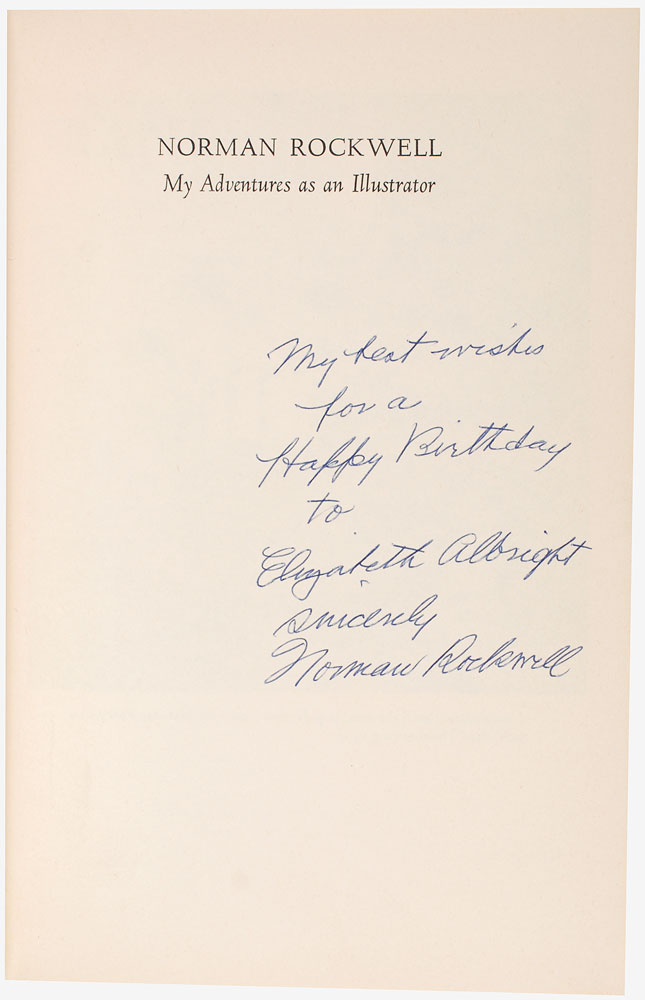 NORMAN ROCKWELL
My Adventures as an Illustrator
My best wishes
for a
Happy Birthday
to
Elizabeth Albright
sincerely
Norman Rockwell